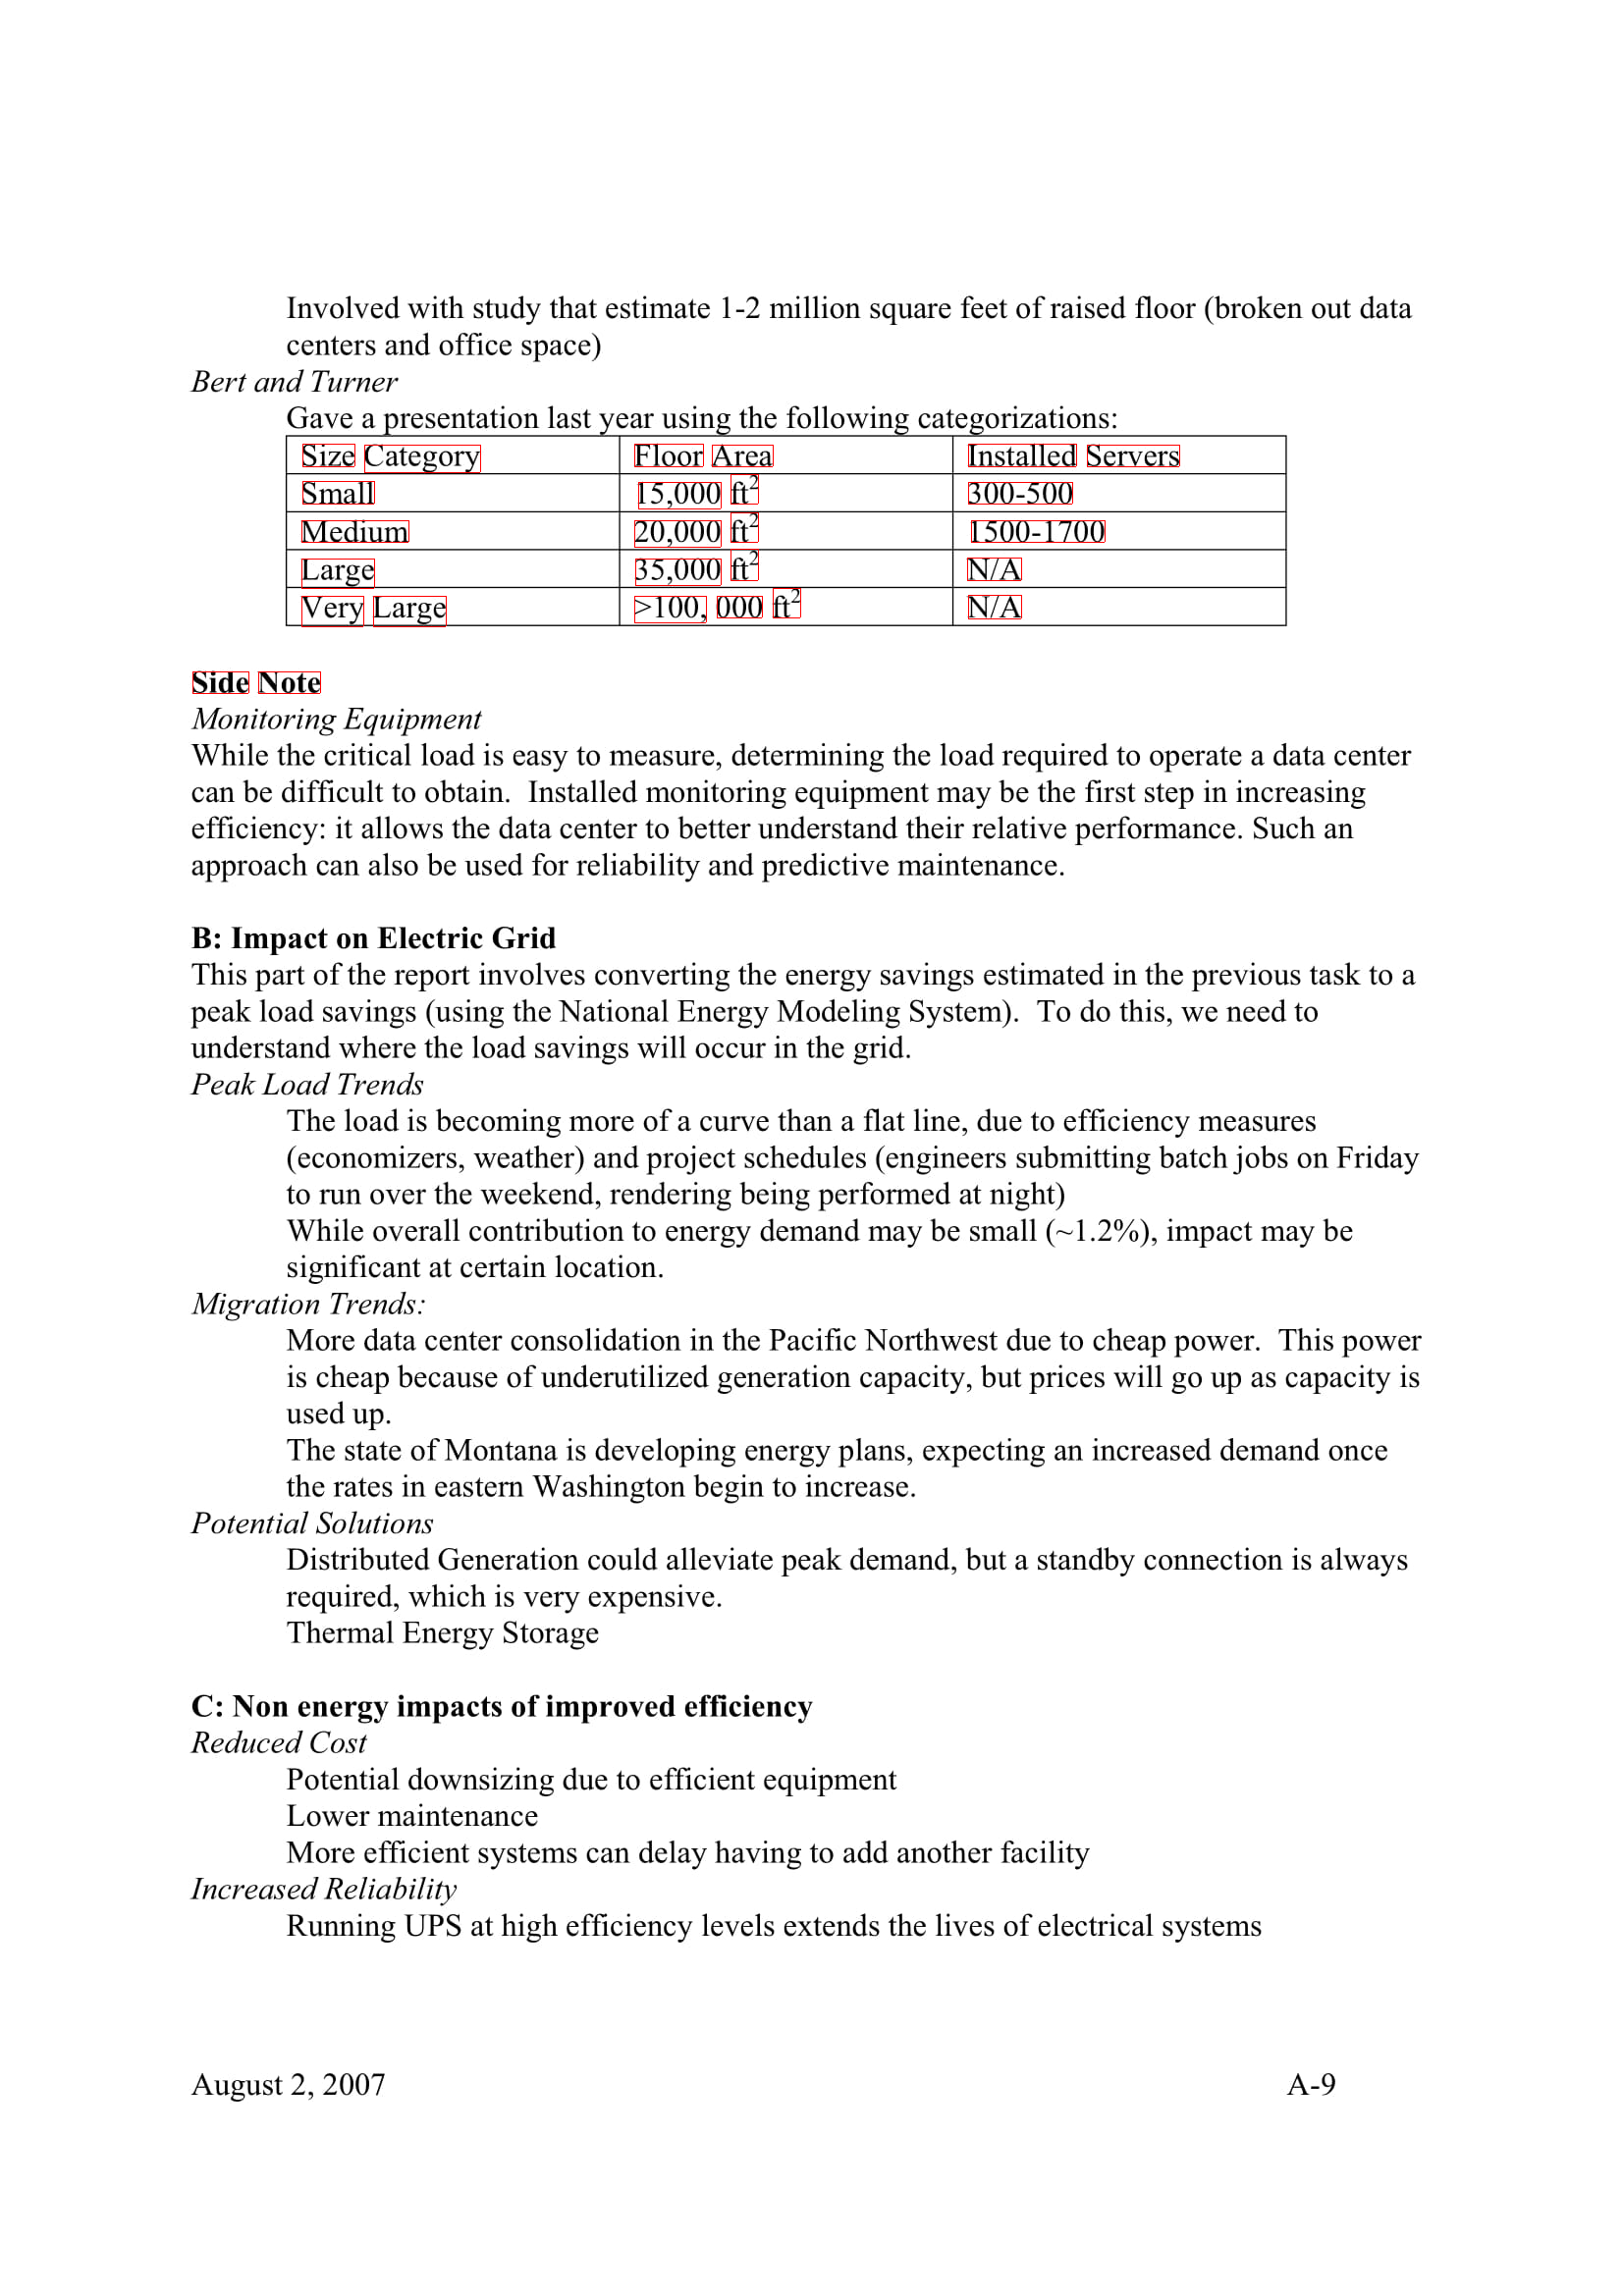 Involved with study that estimate 1-2 million square feet of raised floor (broken out data
centers and office space)
Bert and Turner
Gave a presentation last year using the following categorizations:
Size Category Floor Area Installed Servers
Small 15,000 ft² 300-500
Medium 20,000 ft² 1500-1700
Large 35,000 ft² N/A
Very Large >100, 000 ft² N/A
Side Note
Monitoring Equipment
While the critical load is easy to measure, determining the load required to operate a data center
can be difficult to obtain.  Installed monitoring equipment may be the first step in increasing
efficiency: it allows the data center to better understand their relative performance. Such an
approach can also be used for reliability and predictive maintenance.
B: Impact on Electric Grid
This part of the report involves converting the energy savings estimated in the previous task to a
peak load savings (using the National Energy Modeling System).  To do this, we need to
understand where the load savings will occur in the grid.
Peak Load Trends
The load is becoming more of a curve than a flat line, due to efficiency measures
(economizers, weather) and project schedules (engineers submitting batch jobs on Friday
to run over the weekend, rendering being performed at night)
While overall contribution to energy demand may be small (~1.2%), impact may be
significant at certain location.
Migration Trends:
More data center consolidation in the Pacific Northwest due to cheap power.  This power
is cheap because of underutilized generation capacity, but prices will go up as capacity is
used up.
The state of Montana is developing energy plans, expecting an increased demand once
the rates in eastern Washington begin to increase.
Potential Solutions
Distributed Generation could alleviate peak demand, but a standby connection is always
required, which is very expensive.
Thermal Energy Storage
C: Non energy impacts of improved efficiency
Reduced Cost
Potential downsizing due to efficient equipment
Lower maintenance
More efficient systems can delay having to add another facility
Increased Reliability
Running UPS at high efficiency levels extends the lives of electrical systems
August 2, 2007 A-9